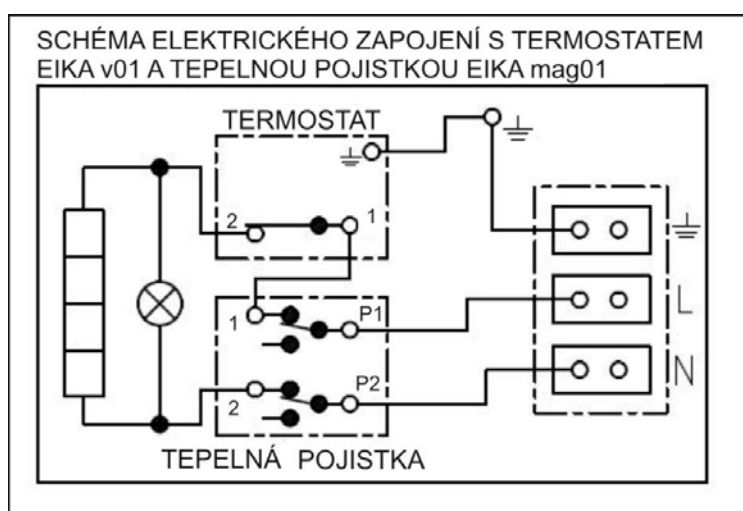 SCHÉMA ELEKTRICKÉHO ZAPOJENÍ S TERMOSTATEM
EIKA v01 A TEPELNOU POJISTKOU EIKA mag01
TERMOSTAT
2
1
1
P1
L
2
P2
N
TEPELNÁ POJISTKA